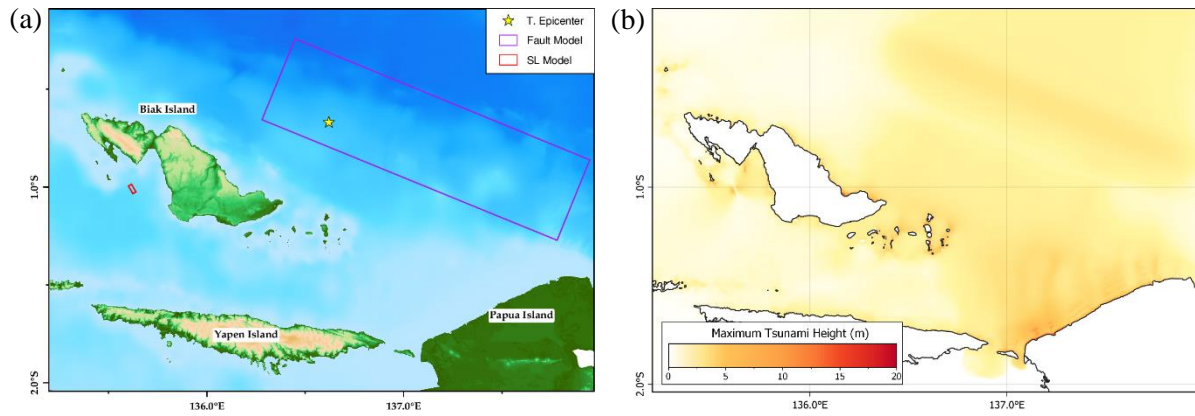 (a)
T. Epicenter
Fault Model
SL Model
Biak Island
1.0°S
Papua Island
Yapen Island
2.0°S
136.0°E
137.0°E
(b)
1.0°S
Maximum Tsunami Height (m)
0
5
10
15
20
2.0°S
136.0°E
137.0°E